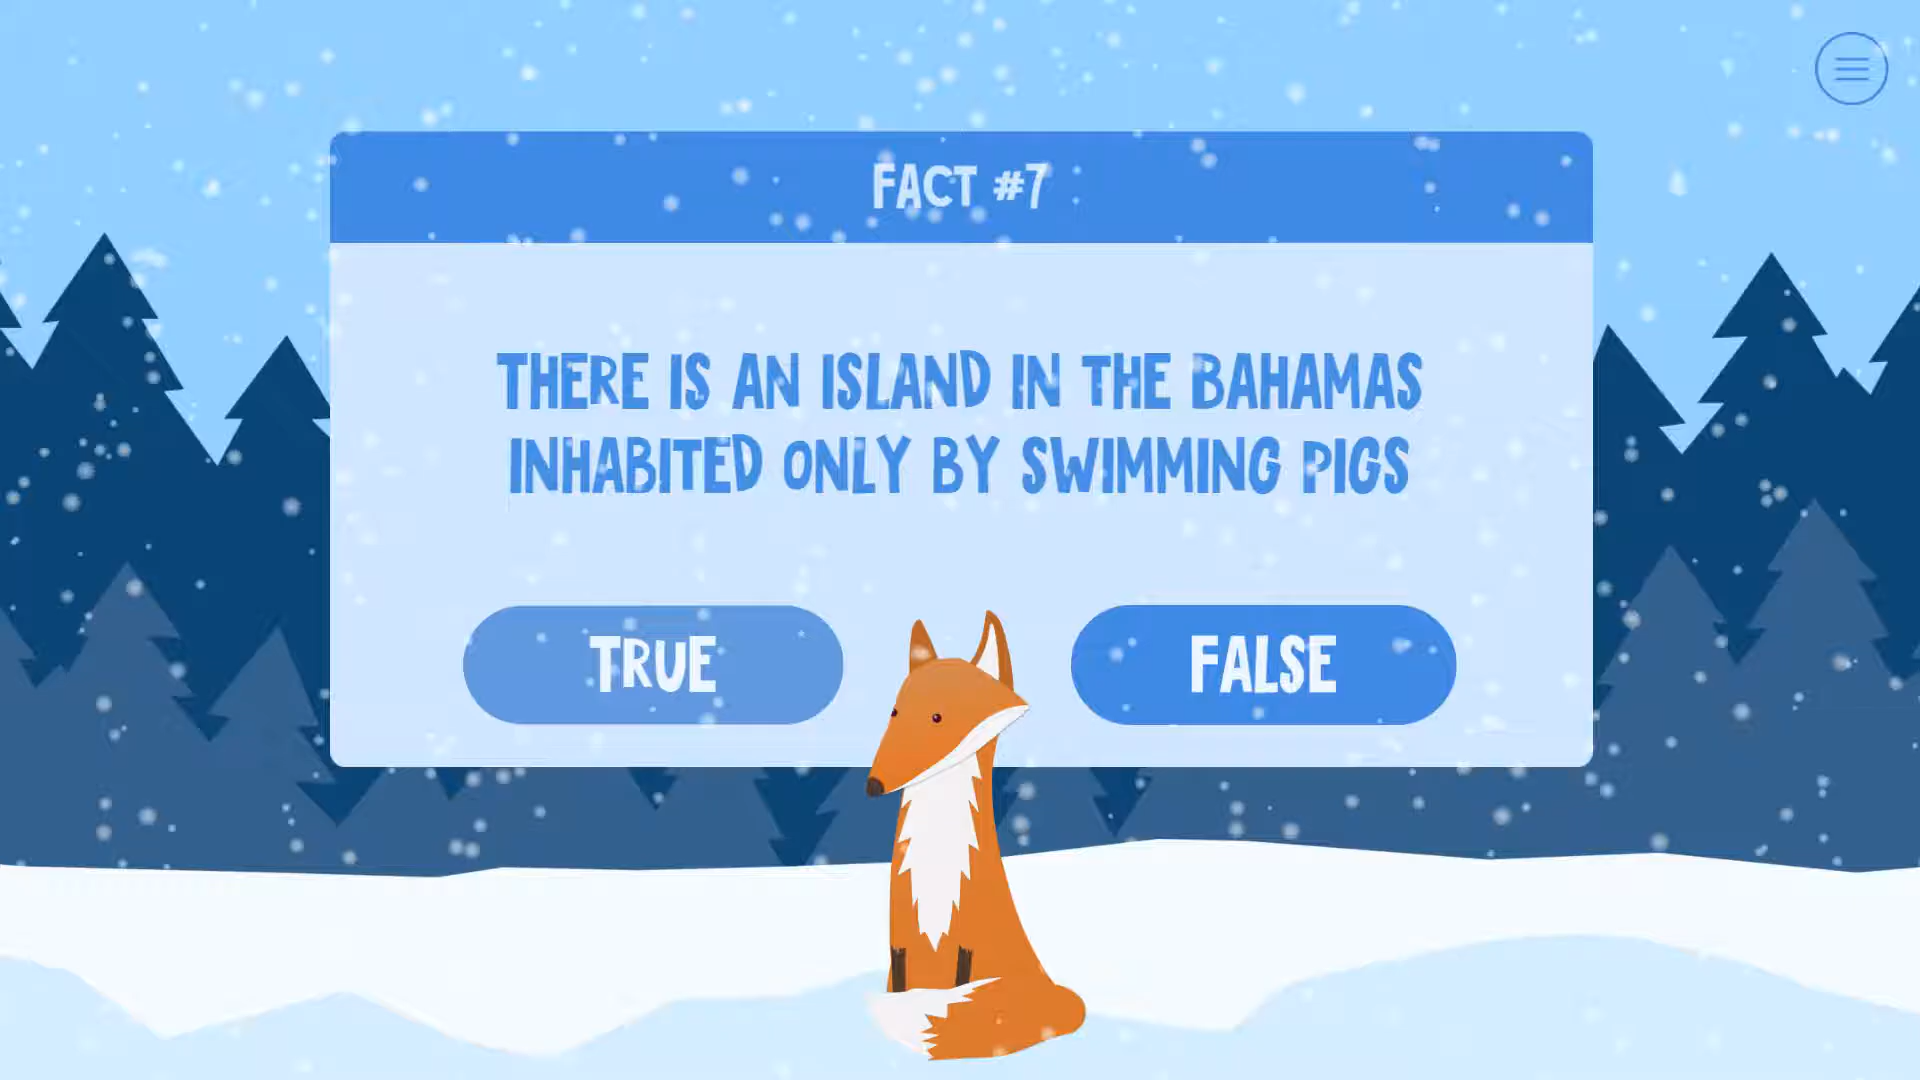 FACT #7
THERE IS AN ISLAND IN THE BAHAMAS
INHABITED ONLY BY SWIMMING PIGS
TRUE
FALSE